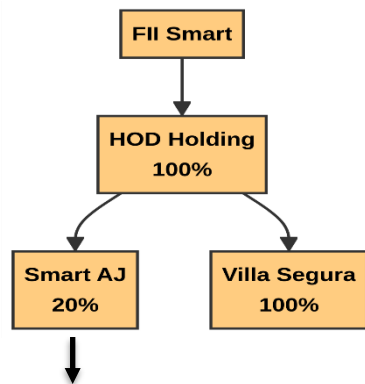 FII Smart
HOD Holding
100%
Smart AJ
20%
Villa Segura
100%